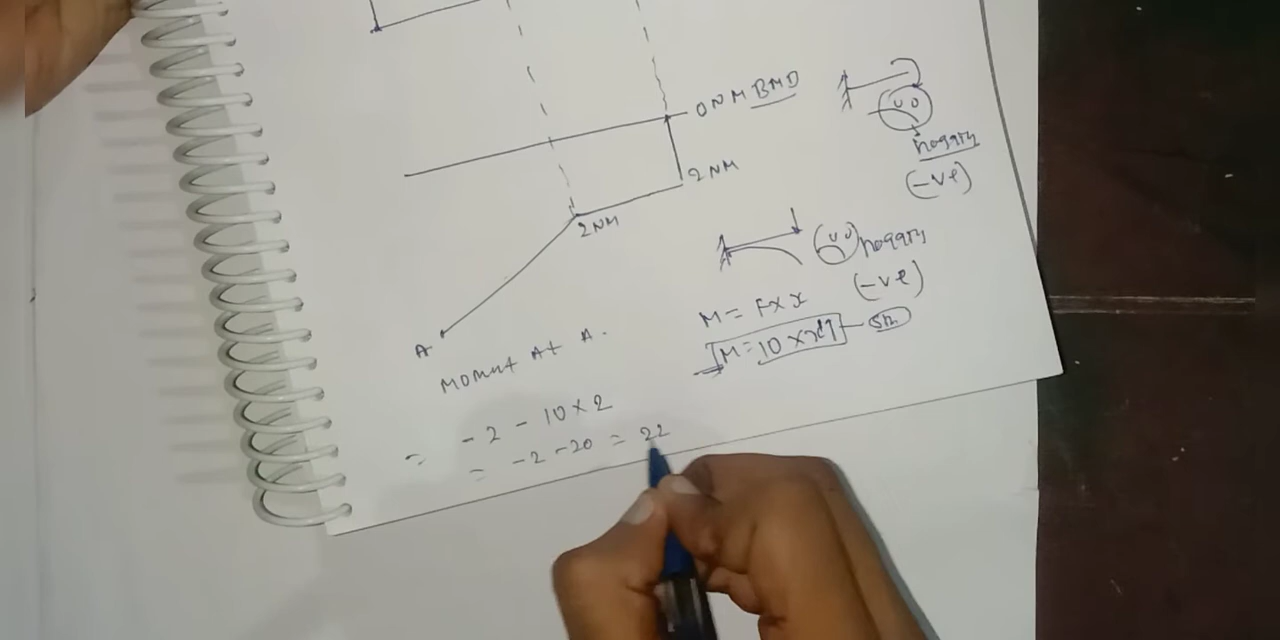 0 NM BMD
2 NM
2 NM
hogging
(-ve)
hogging
(-ve)
M = F × x
M = 10 × x
A
Moment At A.
= -2 - 10 × 2
= -2 - 20 = 22